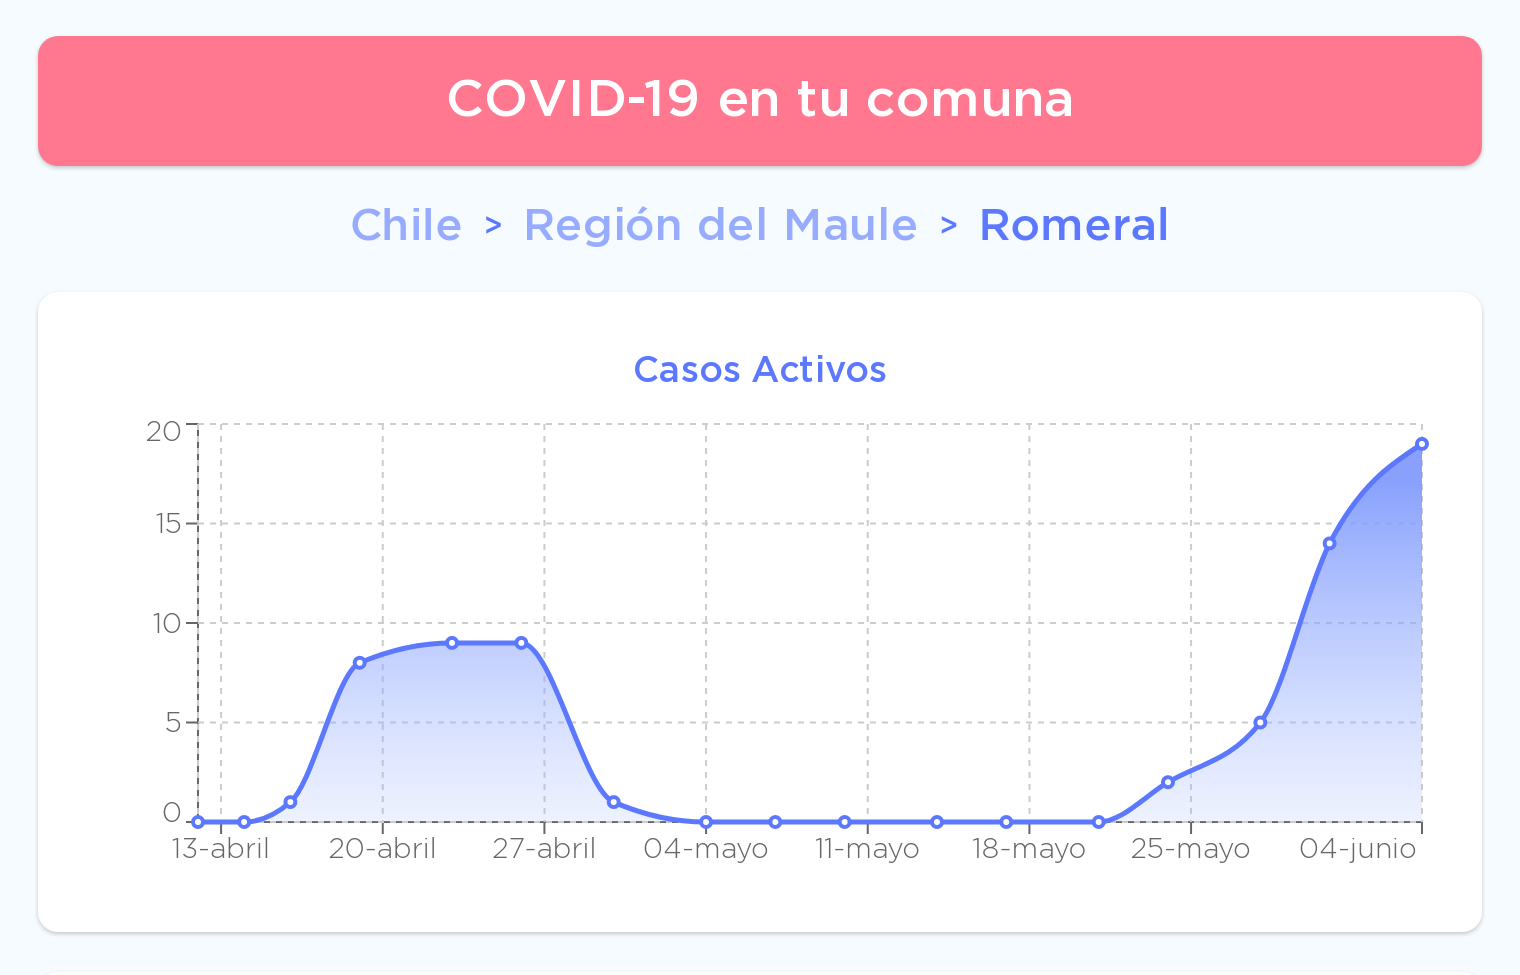 COVID-19 en tu comuna
Chile > Región del Maule > Romeral
Casos Activos
20
15
10
5
0
13-abril 20-abril 27-abril 04-mayo 11-mayo 18-mayo 25-mayo 04-junio